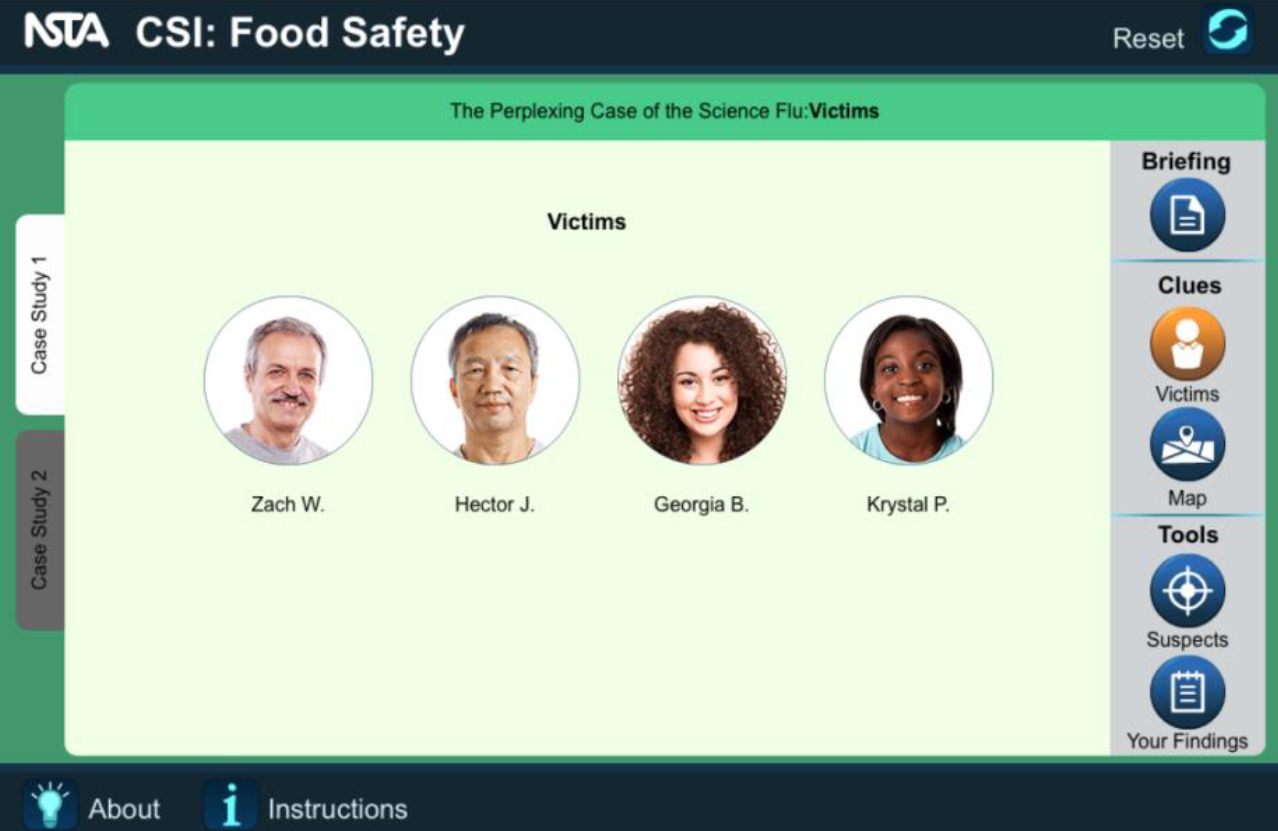 NSTA CSI: Food Safety
Reset
The Perplexing Case of the Science Flu:Victims
Case Study 1
Case Study 2
Victims
Zach W.
Hector J.
Georgia B.
Krystal P.
Briefing
Clues
Victims
Map
Tools
Suspects
Your Findings
About
Instructions